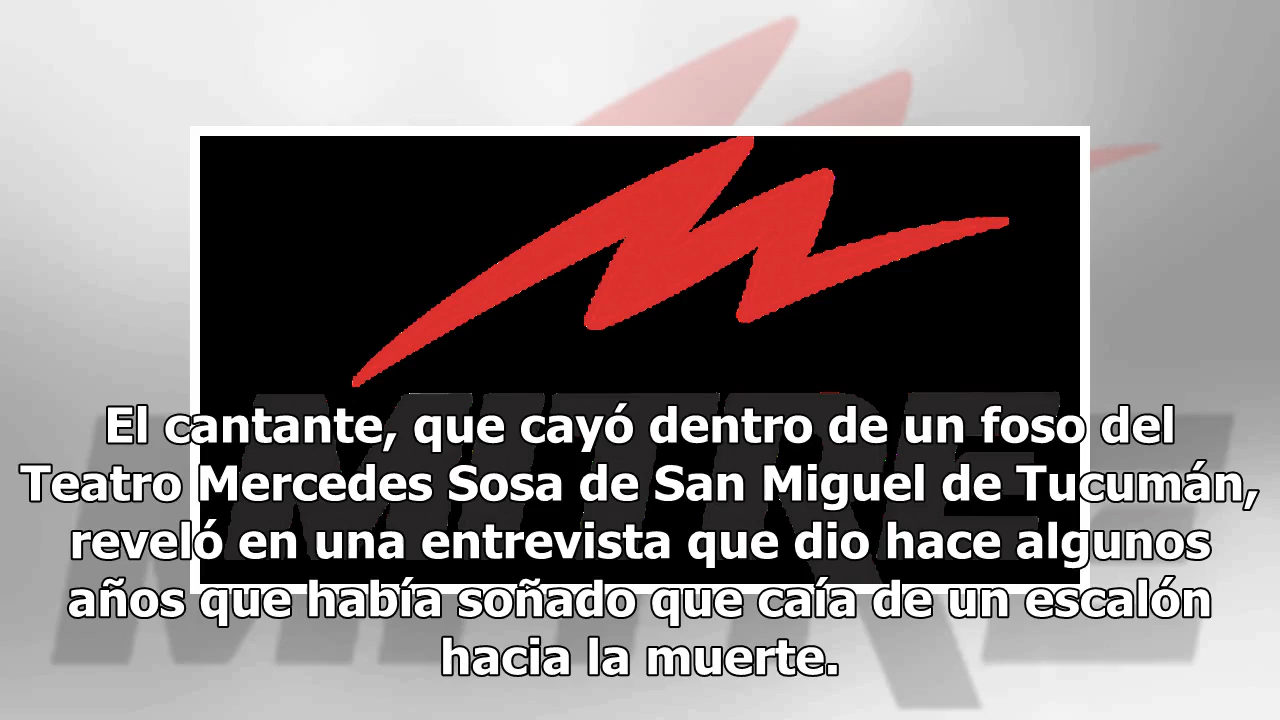 MITRE
El cantante, que cayó dentro de un foso del
Teatro Mercedes Sosa de San Miguel de Tucumán,
reveló en una entrevista que dio hace algunos
años que había soñado que caía de un escalón
hacia la muerte.